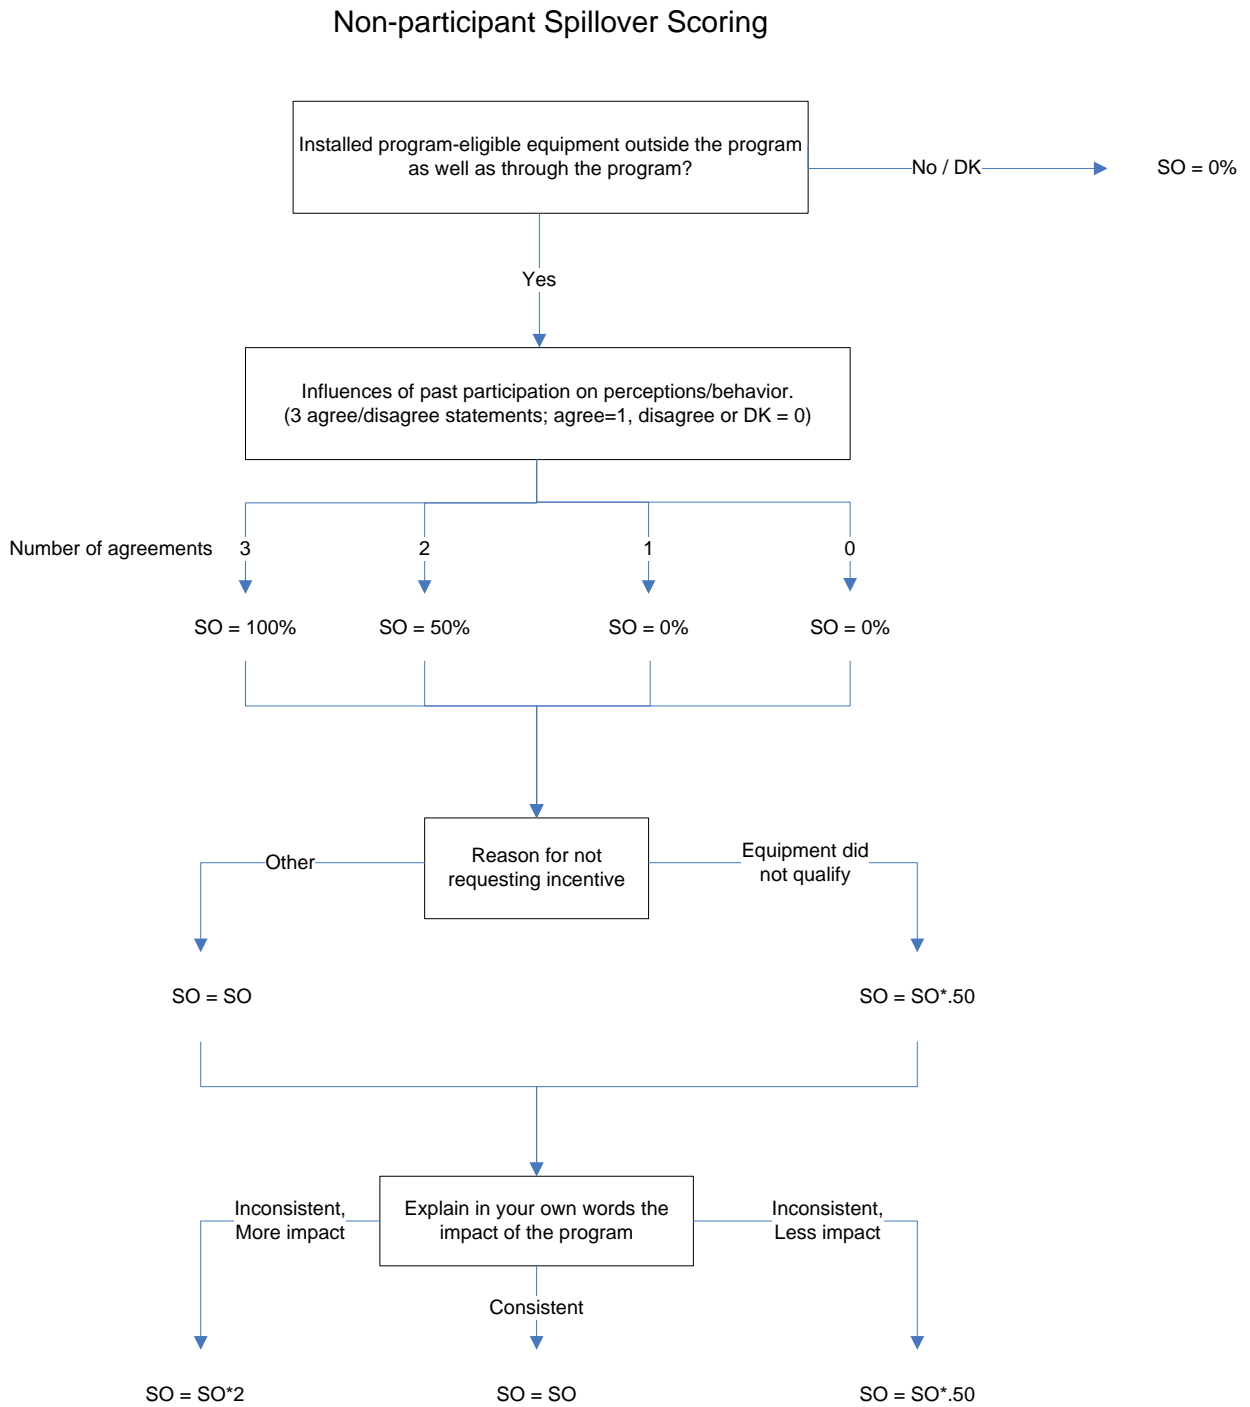 Non-participant Spillover Scoring
Installed program-eligible equipment outside the program
as well as through the program?
No / DK
SO = 0%
Yes
Influences of past participation on perceptions/behavior.
(3 agree/disagree statements; agree=1, disagree or DK = 0)
Number of agreements
3
2
1
0
SO = 100%
SO = 50%
SO = 0%
SO = 0%
Reason for not
requesting incentive
Other
Equipment did
not qualify
SO = SO
SO = SO*.50
Explain in your own words the
impact of the program
Inconsistent,
More impact
Inconsistent,
Less impact
Consistent
SO = SO*2
SO = SO
SO = SO*.50